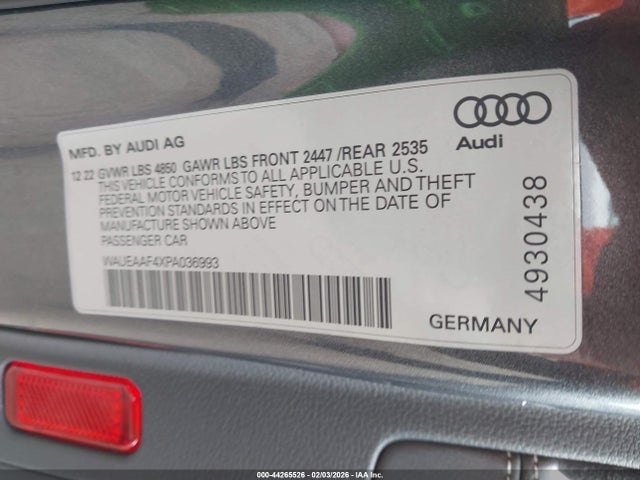 MFD. BY AUDI AG
12 22 GVWR LBS 4850 GAWR LBS FRONT 2447 /REAR 2535
THIS VEHICLE CONFORMS TO ALL APPLICABLE U.S.
FEDERAL MOTOR VEHICLE SAFETY, BUMPER AND THEFT
PREVENTION STANDARDS IN EFFECT ON THE DATE OF
MANUFACTURE SHOWN ABOVE
PASSENGER CAR
WAUEAAF4XPA036993
Audi
4930438
GERMANY
000-44265526 - 02/03/2026 - © IAA Inc.